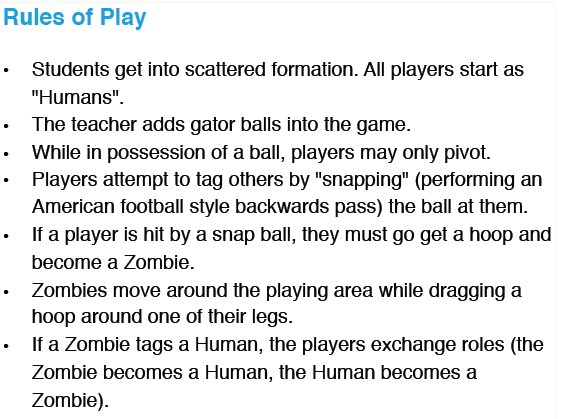 Rules of Play
• Students get into scattered formation. All players start as
"Humans".
• The teacher adds gator balls into the game.
• While in possession of a ball, players may only pivot.
• Players attempt to tag others by "snapping" (performing an
American football style backwards pass) the ball at them.
• If a player is hit by a snap ball, they must go get a hoop and
become a Zombie.
• Zombies move around the playing area while dragging a
hoop around one of their legs.
• If a Zombie tags a Human, the players exchange roles (the
Zombie becomes a Human, the Human becomes a
Zombie).